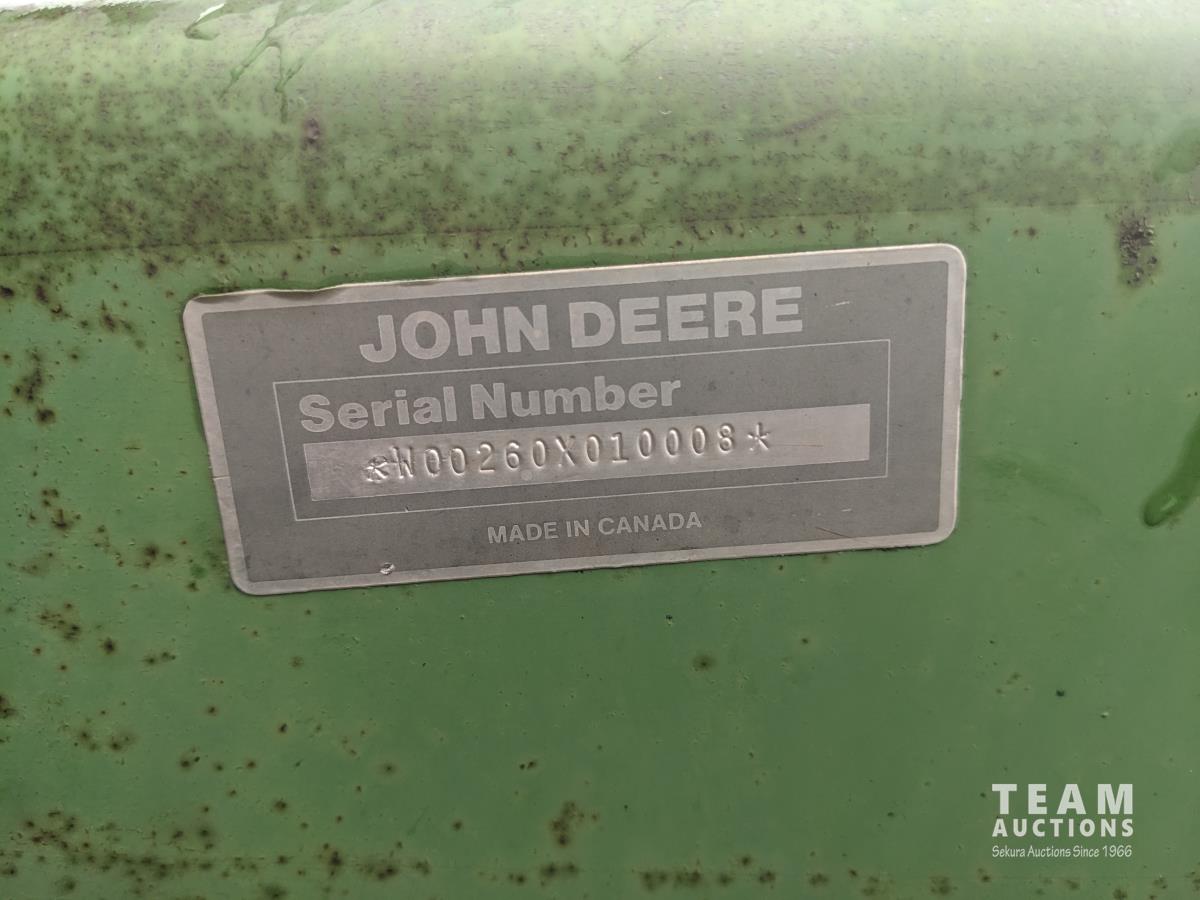 JOHN DEERE
Serial Number
*W00260X010008*
MADE IN CANADA
TEAM
AUCTIONS
Sekura Auctions Since 1966